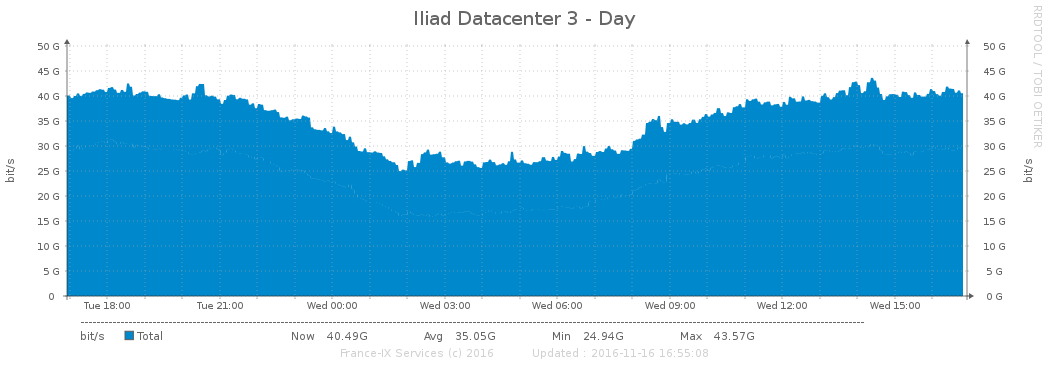 Iliad Datacenter 3 - Day
RRDTOOL / TOBI OETIKER
50 G 50 G
45 G 45 G
40 G 40 G
35 G 35 G
30 G 30 G
25 G 25 G
20 G 20 G
15 G 15 G
10 G 10 G
5 G 5 G
0 0 G
bit/s bit/s
Tue 18:00 Tue 21:00 Wed 00:00 Wed 03:00 Wed 06:00 Wed 09:00 Wed 12:00 Wed 15:00
bit/s Total Now 40.49G Avg 35.05G Min 24.94G Max 43.57G
France-IX Services (c) 2016 Updated : 2016-11-16 16:55:08